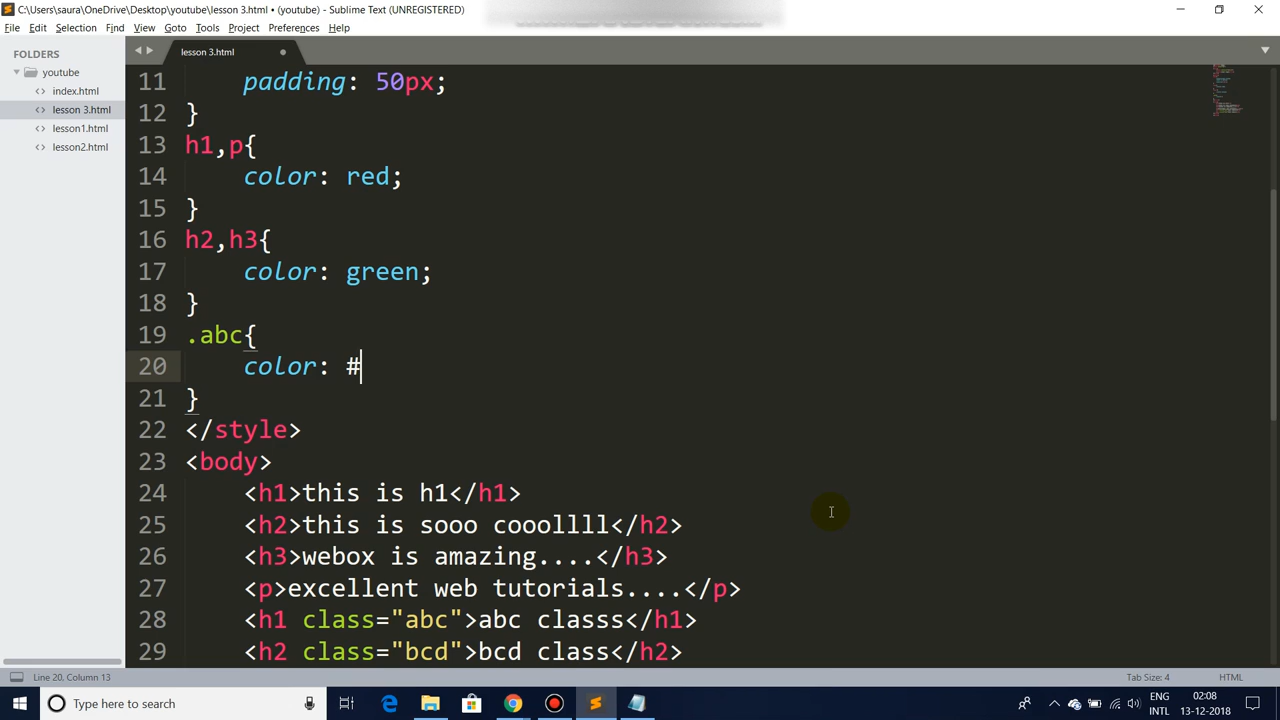 C:\Users\saura\OneDrive\Desktop\youtube\lesson 3.html • (youtube) - Sublime Text (UNREGISTERED)
File Edit Selection Find View Goto Tools Project Preferences Help
FOLDERS
youtube
index.html
lesson 3.html
lesson1.html
lesson2.html
lesson 3.html
11 padding: 50px;
12 }
13 h1,p{
14 color: red;
15 }
16 h2,h3{
17 color: green;
18 }
19 .abc{
20 color: #
21 }
22 </style>
23 <body>
24 <h1>this is h1</h1>
25 <h2>this is sooo cooollll</h2>
26 <h3>webox is amazing....</h3>
27 <p>excellent web tutorials....</p>
28 <h1 class="abc">abc classs</h1>
29 <h2 class="bcd">bcd class</h2>
Line 20, Column 13
Tab Size: 4
HTML
Type here to search
ENG
INTL
02:08
13-12-2018